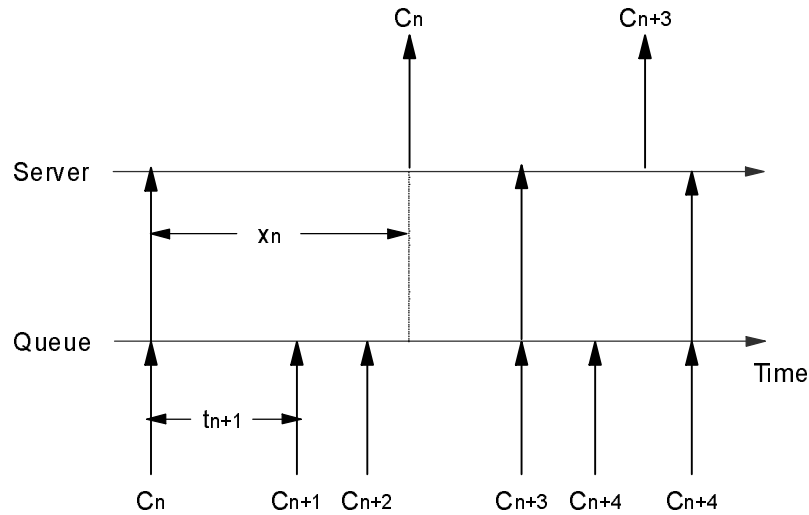 Cn Cn+3
Server
xn
Queue
Time
tn+1
Cn Cn+1 Cn+2 Cn+3 Cn+4 Cn+4